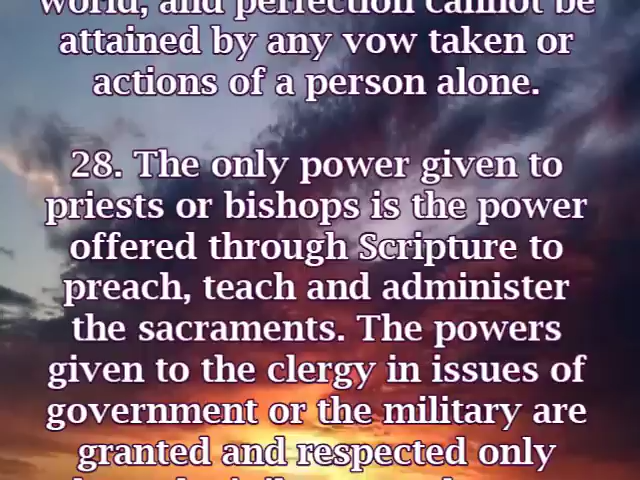 world, and perfection cannot be
attained by any vow taken or
actions of a person alone.
28. The only power given to
priests or bishops is the power
offered through Scripture to
preach, teach and administer
the sacraments. The powers
given to the clergy in issues of
government or the military are
granted and respected only